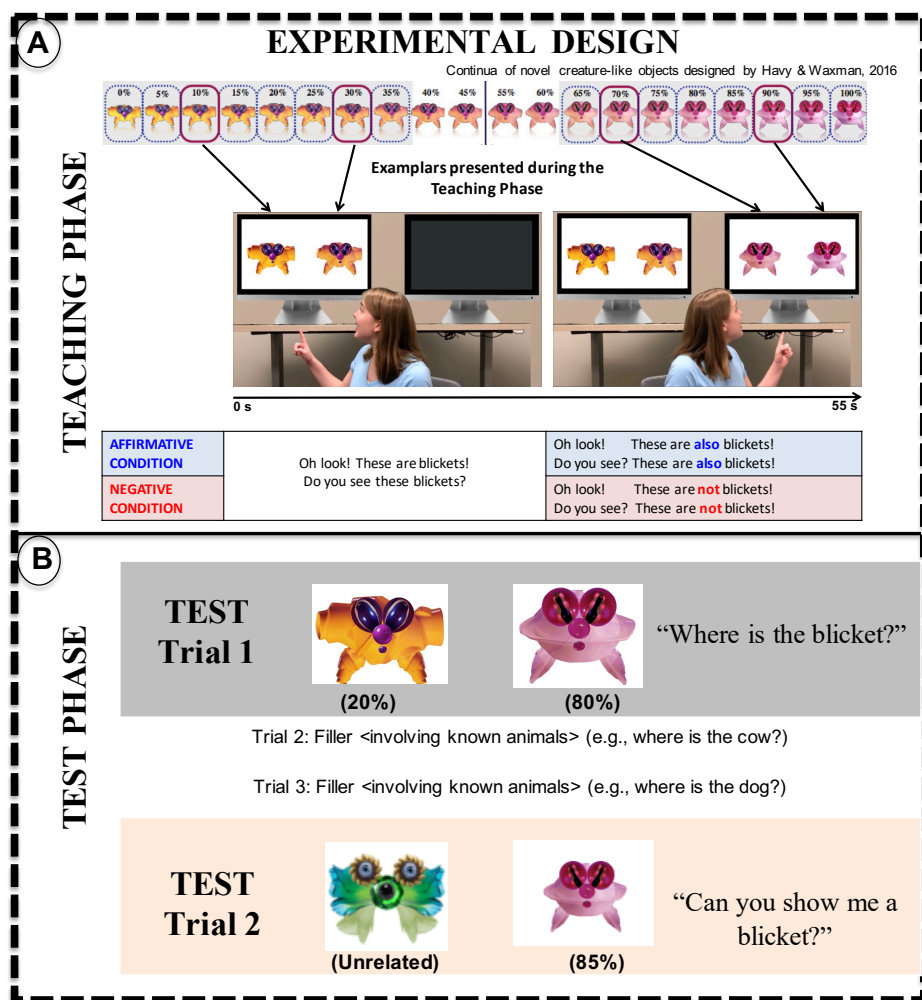 A
EXPERIMENTAL DESIGN
Continua of novel creature-like objects designed by Havy & Waxman, 2016
0% 5% 10% 15% 20% 25% 30% 35% 40% 45% 55% 60% 65% 70% 75% 80% 85% 90% 95% 100%
Examplars presented during the
Teaching Phase
TEACHING PHASE
0 s
55 s
AFFIRMATIVE
CONDITION
Oh look! These are blickets!
Do you see these blickets?
Oh look! These are also blickets!
Do you see? These are also blickets!
NEGATIVE
CONDITION
Oh look! These are not blickets!
Do you see? These are not blickets!
B
TEST PHASE
TEST
Trial 1
(20%)
(80%)
“Where is the blicket?”
Trial 2: Filler <involving known animals> (e.g., where is the cow?)
Trial 3: Filler <involving known animals> (e.g., where is the dog?)
TEST
Trial 2
(Unrelated)
(85%)
“Can you show me a
blicket?”